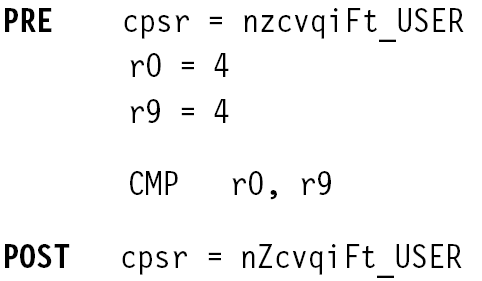 PRE cpsr = nzcvqiFt_USER
r0 = 4
r9 = 4
CMP r0, r9
POST cpsr = nZcvqiFt_USER